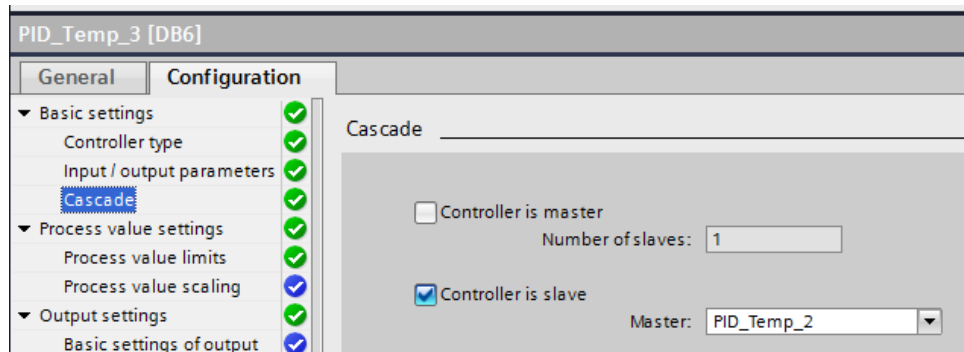 PID_Temp_3 [DB6]
General Configuration
Basic settings
Controller type
Input / output parameters
Cascade
Process value settings
Process value limits
Process value scaling
Output settings
Basic settings of output
Cascade
Controller is master
Number of slaves: 1
Controller is slave
Master: PID_Temp_2